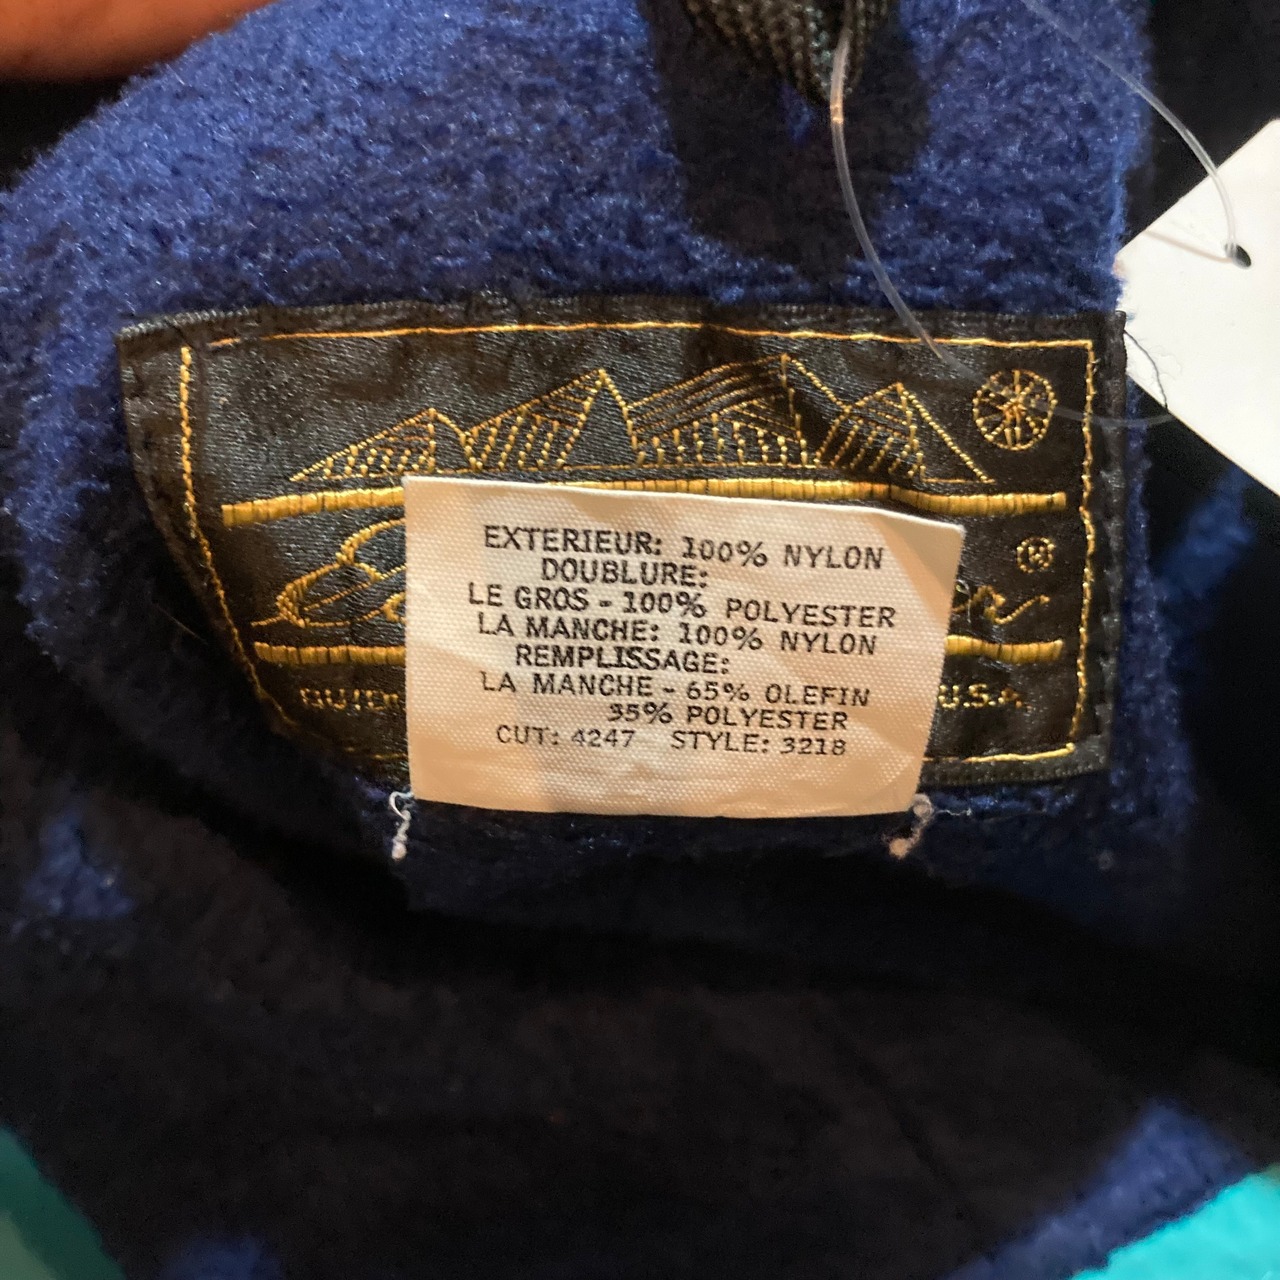 ®
EXTERIEUR: 100% NYLON
DOUBLURE:
LE GROS - 100% POLYESTER
LA MANCHE: 100% NYLON
REMPLISSAGE:
LA MANCHE - 65% OLEFIN
35% POLYESTER
CUT: 4247 STYLE: 3218
U.S.A.